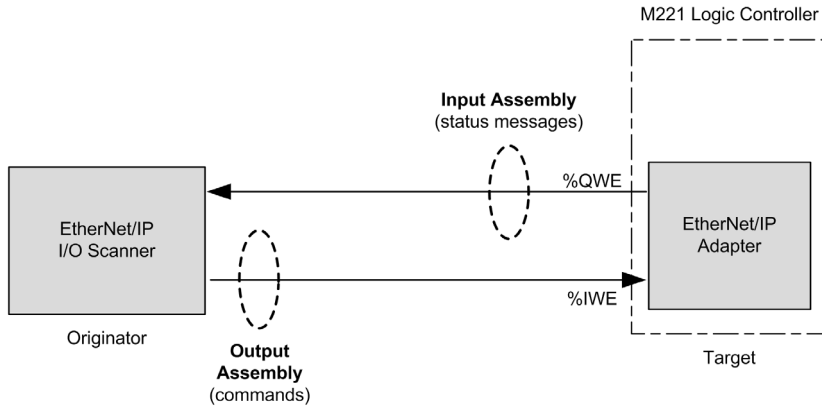 M221 Logic Controller
Input Assembly
(status messages)
%QWE
EtherNet/IP
I/O Scanner
EtherNet/IP
Adapter
%IWE
Originator
Output
Assembly
(commands)
Target